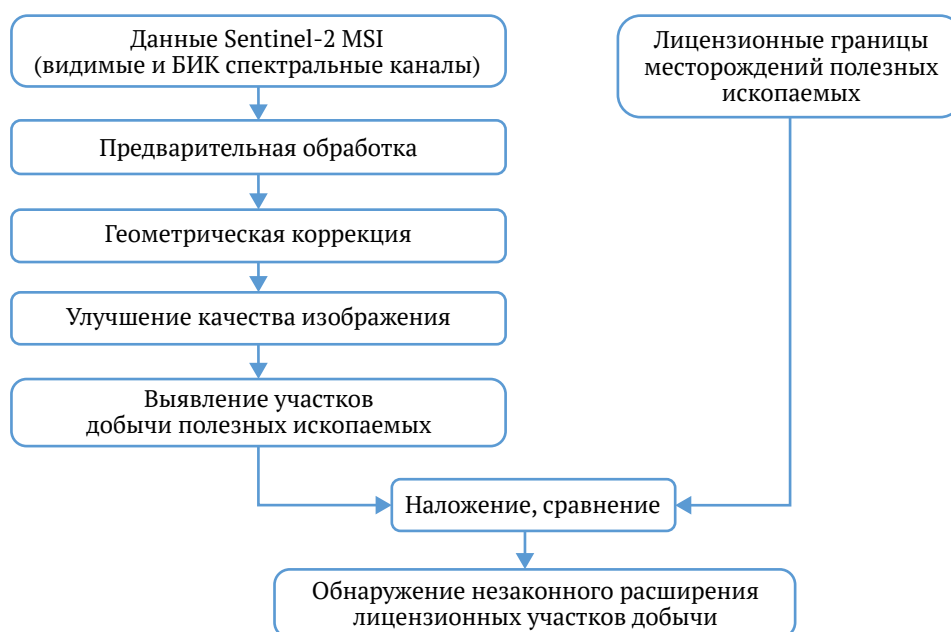 Данные Sentinel-2 MSI
(видимые и БИК спектральные каналы)
Лицензионные границы
месторождений полезных
ископаемых
Предварительная обработка
Геометрическая коррекция
Улучшение качества изображения
Выявление участков
добычи полезных ископаемых
Наложение, сравнение
Обнаружение незаконного расширения
лицензионных участков добычи